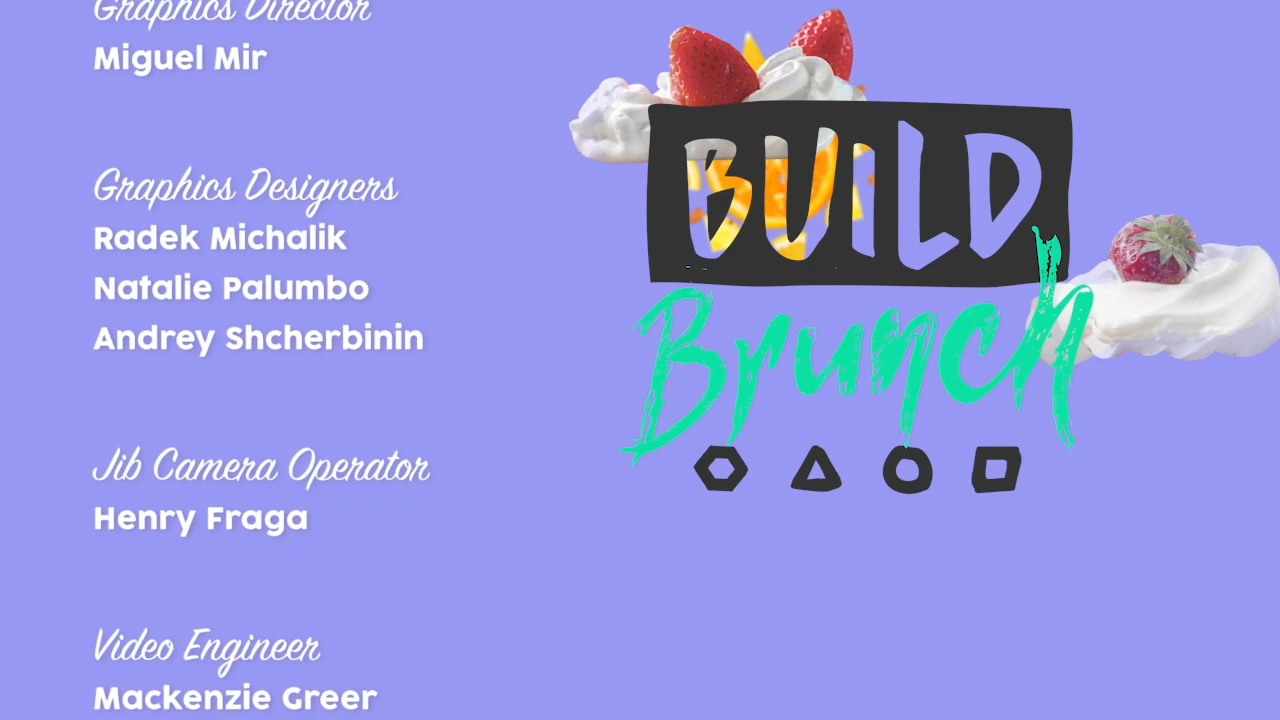 Graphics Director
Miguel Mir
Graphics Designers
Radek Michalik
Natalie Palumbo
Andrey Shcherbinin
Jib Camera Operator
Henry Fraga
Video Engineer
Mackenzie Greer
BUILD
Brunch